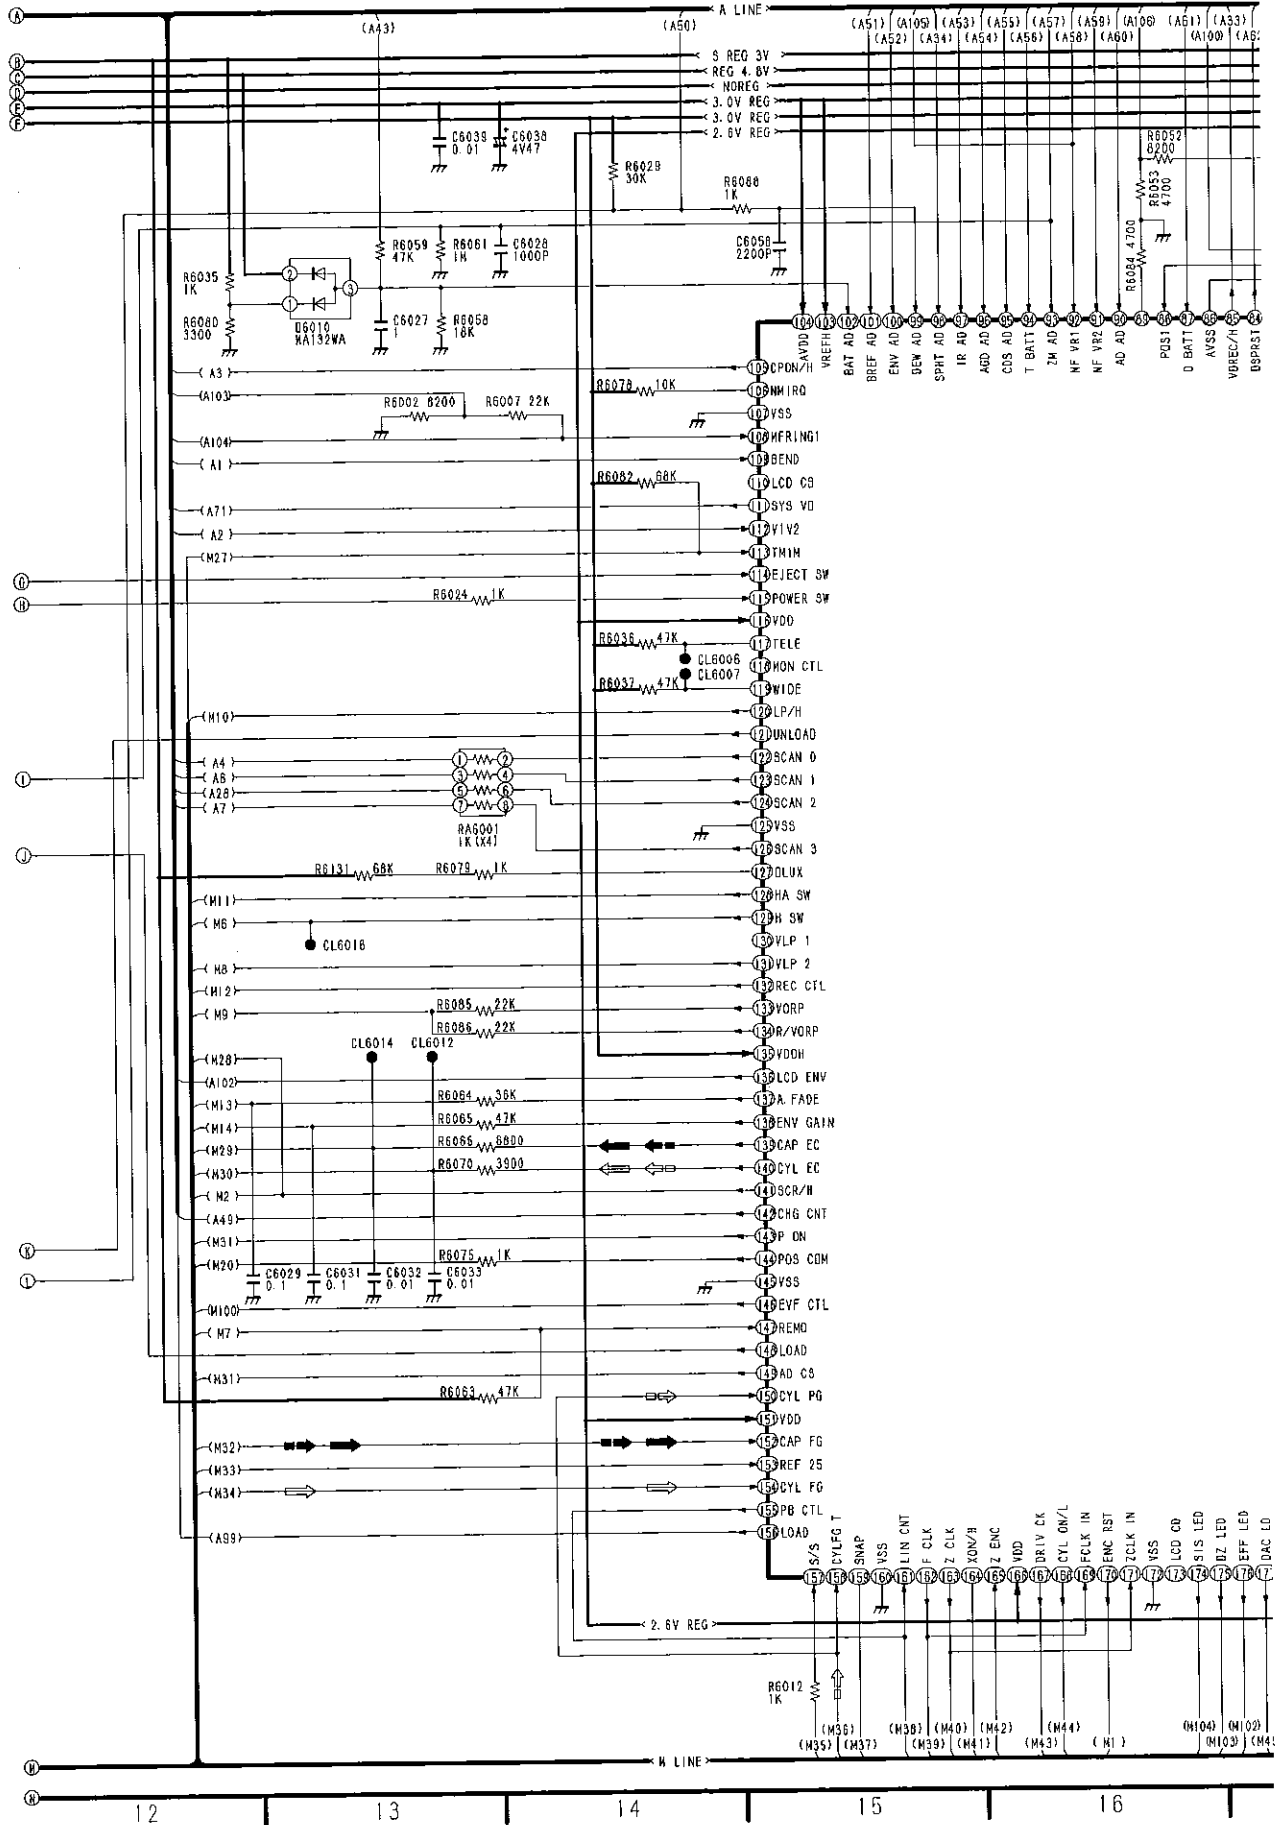 A
A LINE
(A43)
(A50)
(A51) (A105) (A53) (A55) (A57) (A59) (A106) (A61) (A33)
(A52) (A34) (A54) (A56) (A58) (A60) (A100)
B
S REG 3V
C
REG 4.8V
D
NOREG
E
3.0V REG
F
3.0V REG
2.6V REG
C6039
0.01
C6038
4V47
R6029
30K
R6088
1K
R6052
8200
R6053
4700
R6084 4700
R6059
47K
R6061
1M
C6028
1000P
C6058
2200P
R6035
1K
R6080
3300
2
1
3
D6010
MA132WA
C6027
1
R6058
18K
104 103 102 101 100 99 98 97 96 95 94 93 92 91 90 89 88 87 86 85 84
AVDD
VREFH
BAT AD
BREF AD
ENV AD
DEW AD
SPHT AD
IR AD
AGD AD
CDS AD
T BATT
ZM AD
NF VR1
NF VR2
AD AD
POS1
D BATT
AVSS
VBREC/H
DSPRST
(A3)
105 CPON/H
(A103)
R6078 10K
106 NMIRQ
R6002 8200
R6007 22K
107 VSS
(A104)
108 MFRING1
(A1)
109 BEND
R6082 68K
110 LCD CS
(A71)
111 SYS VD
(A2)
112 V1V2
(M27)
113 TMIM
G
114 EJECT SW
H
R6024 1K
115 POWER SW
116 VDD
R6036 47K
117 TELE
CL6006
118 MON CTL
CL6007
R6037 47K
119 WIDE
(M10)
120 LP/H
121 UNLOAD
(A4)
1 2
122 SCAN 0
I
(A6)
3 4
123 SCAN 1
(A28)
5 6
124 SCAN 2
(A7)
7 8
125 VSS
RA6001
1K(X4)
126 SCAN 3
J
R6131 68K
R6079 1K
127 DLUX
(M11)
128 HA SW
(M6)
129 H SW
CL6018
130 VLP 1
(M8)
131 VLP 2
(M12)
132 REC CTL
(M9)
R6085 22K
133 VORP
R6086 22K
134 R/VORP
CL6014
CL6012
135 VDOH
(M28)
(A102)
136 LCD ENV
(M13)
R6064 36K
137 A.FADE
(M14)
R6065 47K
138 ENV GAIN
(M29)
R6066 6800
139 CAP EC
(M30)
R6070 3900
140 CYL EC
(M2)
141 SCR/H
(A49)
142 CHG CNT
(M31)
143 P ON
K
(M20)
R6075 1K
144 POS COM
L
C6029
0.1
C6031
0.1
C6032
0.01
C6033
0.01
145 VSS
(M100)
146 EVF CTL
(M7)
147 REMO
148 LOAD
(M31)
149 AD CS
R6063 47K
150 CYL PG
151 VDD
(M32)
152 CAP FG
(M33)
153 REF 25
(M34)
154 CYL FG
155 PB CTL
(A99)
156 LOAD
S/S
CYLFG T
SNAP
VSS
LIN CNT
F CLK
Z CLK
XON/H
IZ ENC
VDD
DRIV CK
CYL ON/L
FCLK IN
ENC RST
ZCLK IN
VSS
LCD CD
SIS LED
BZ LED
EFF LED
157 158 159 160 161 162 163 164 165 166 167 168 169 170 171 172 173 174 175 176 177
2.6V REG
R6012
1K
(M36) (M38) (M40) (M42) (M44) (M104) (M102)
(M35) (M37) (M39) (M41) (M43) (M1) (M103)
M
M LINE
N
12 13 14 15 16